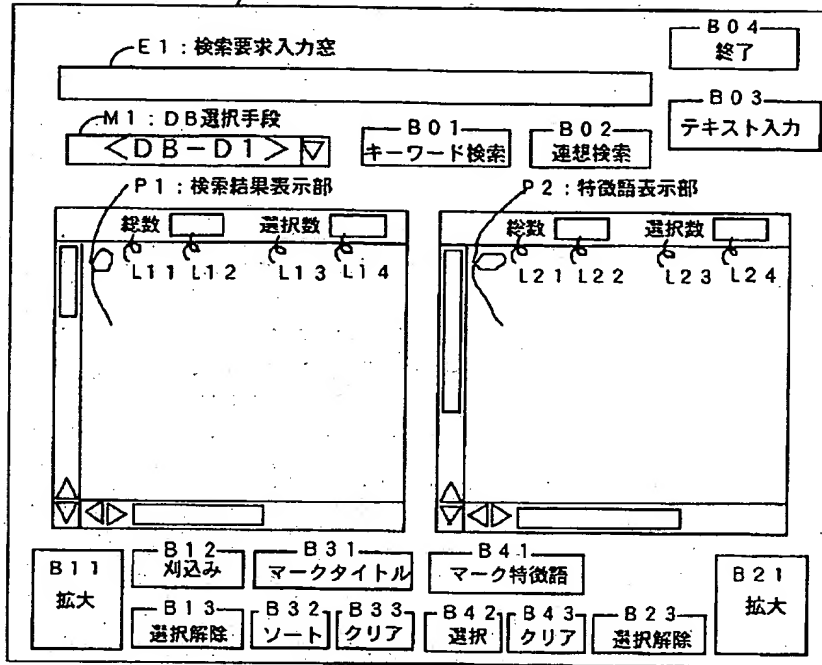 E1:検索要求入力窓
B04
終了
M1:DB選択手段
<DB-D1>
B01
キーワード検索
B02
連想検索
B03
テキスト入力
P1:検索結果表示部
P2:特徴語表示部
総数 選択数
L11 L12 L13 L14
総数 選択数
L21 L22 L23 L24
B11
拡大
B12
刈込み
B31
マークタイトル
B41
マーク特徴語
B21
拡大
B13
選択解除
B32
ソート
B33
クリア
B42
選択
B43
クリア
B23
選択解除